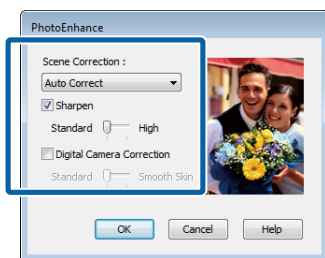 PhotoEnhance
Scene Correction :
Auto Correct
Sharpen
Standard High
Digital Camera Correction
Standard Smooth Skin
OK Cancel Help